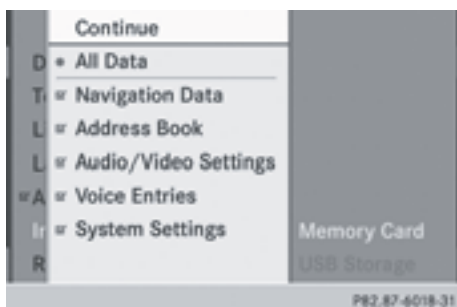 Continue
D • All Data
T Navigation Data
L Address Book
L Audio/Video Settings
A Voice Entries
In System Settings
Memory Card
R
USB Storage
P82.87-6018-31